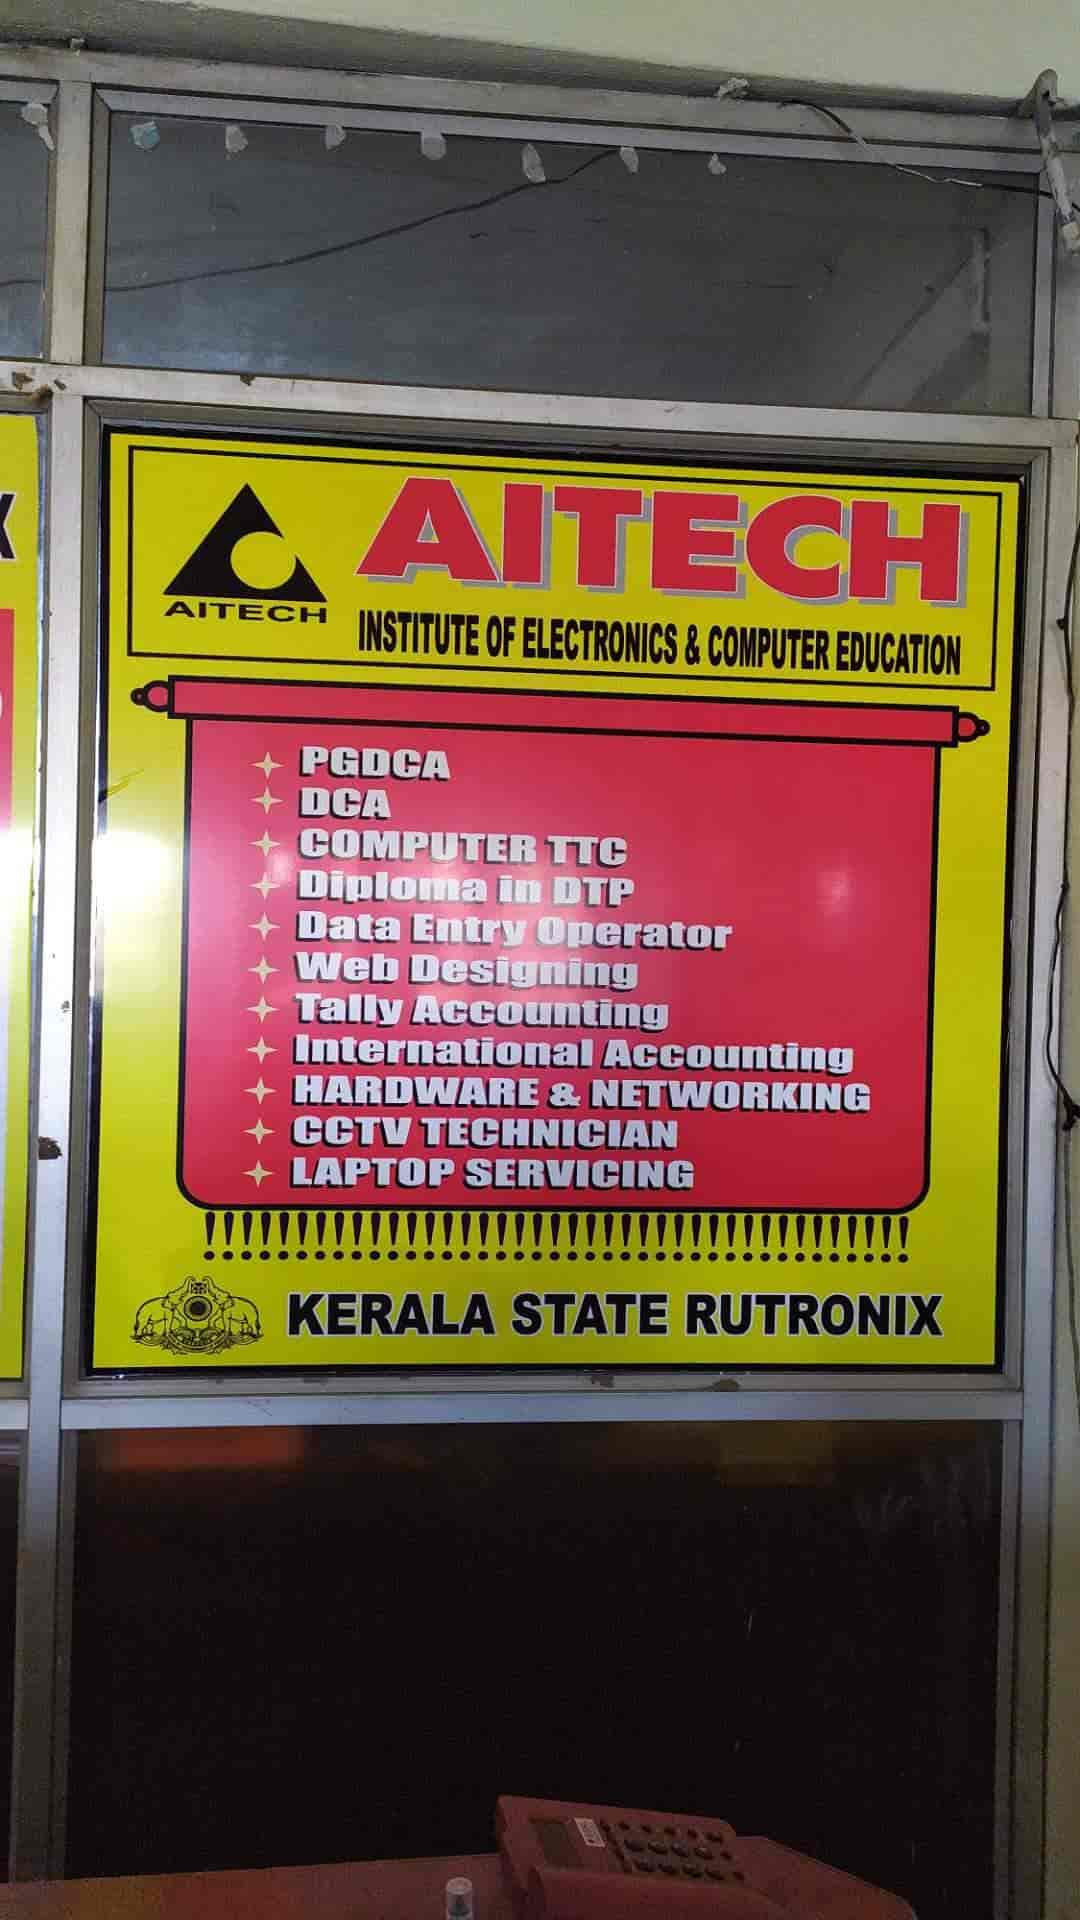 AITECH
AITECH
INSTITUTE OF ELECTRONICS & COMPUTER EDUCATION
PGDCA
DCA
COMPUTER TTC
Diploma in DTP
Data Entry Operator
Web Designing
Tally Accounting
International Accounting
HARDWARE & NETWORKING
CCTV TECHNICIAN
LAPTOP SERVICING
!!!!!!!!!!!!!!!!!!!!!!!!!!!!!!!!!!!!!!!
KERALA STATE RUTRONIX
X